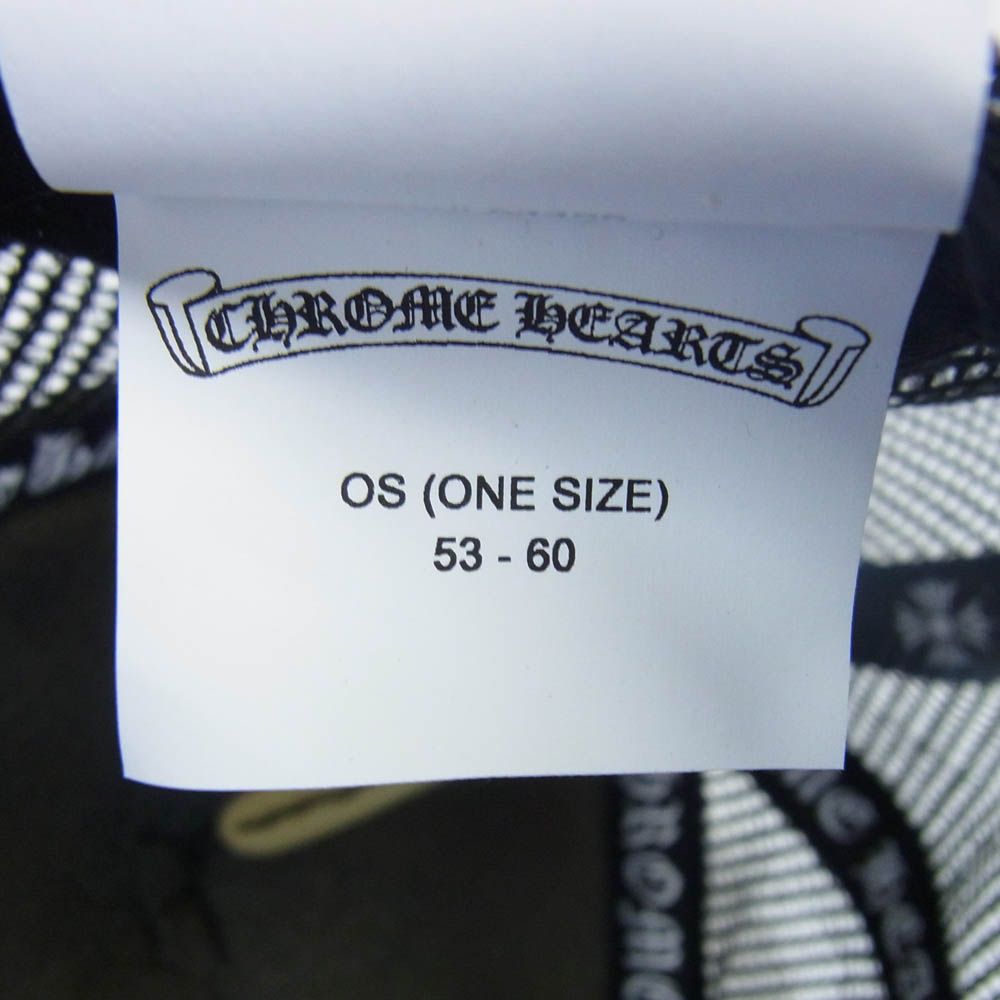 CHROME HEARTS
OS (ONE SIZE)
53 - 60